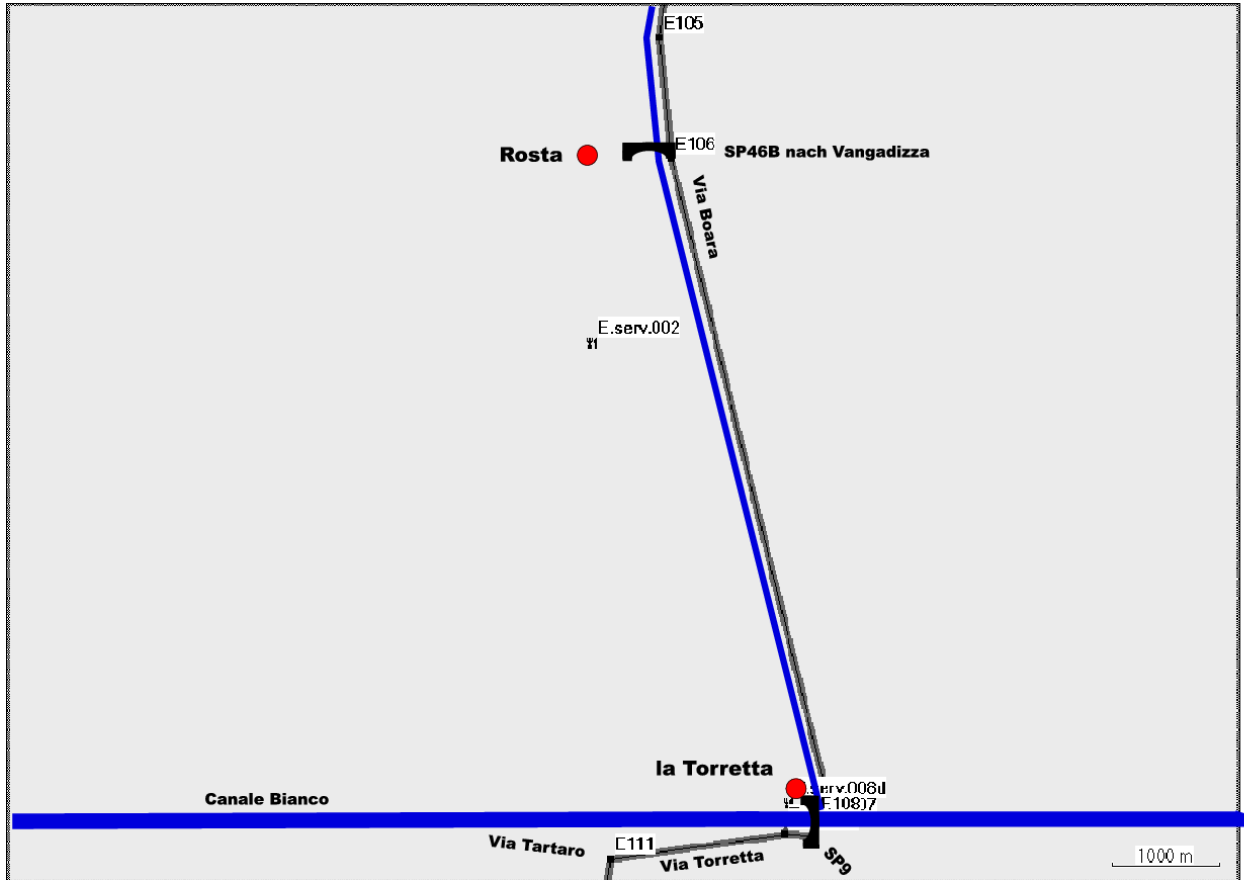 E105
E106
SP46B nach Vangadizza
Rosta
Via Boara
E.serv.002
la Torretta
Canale Bianco
Via Tartaro
E111
Via Torretta
SP9
1000 m